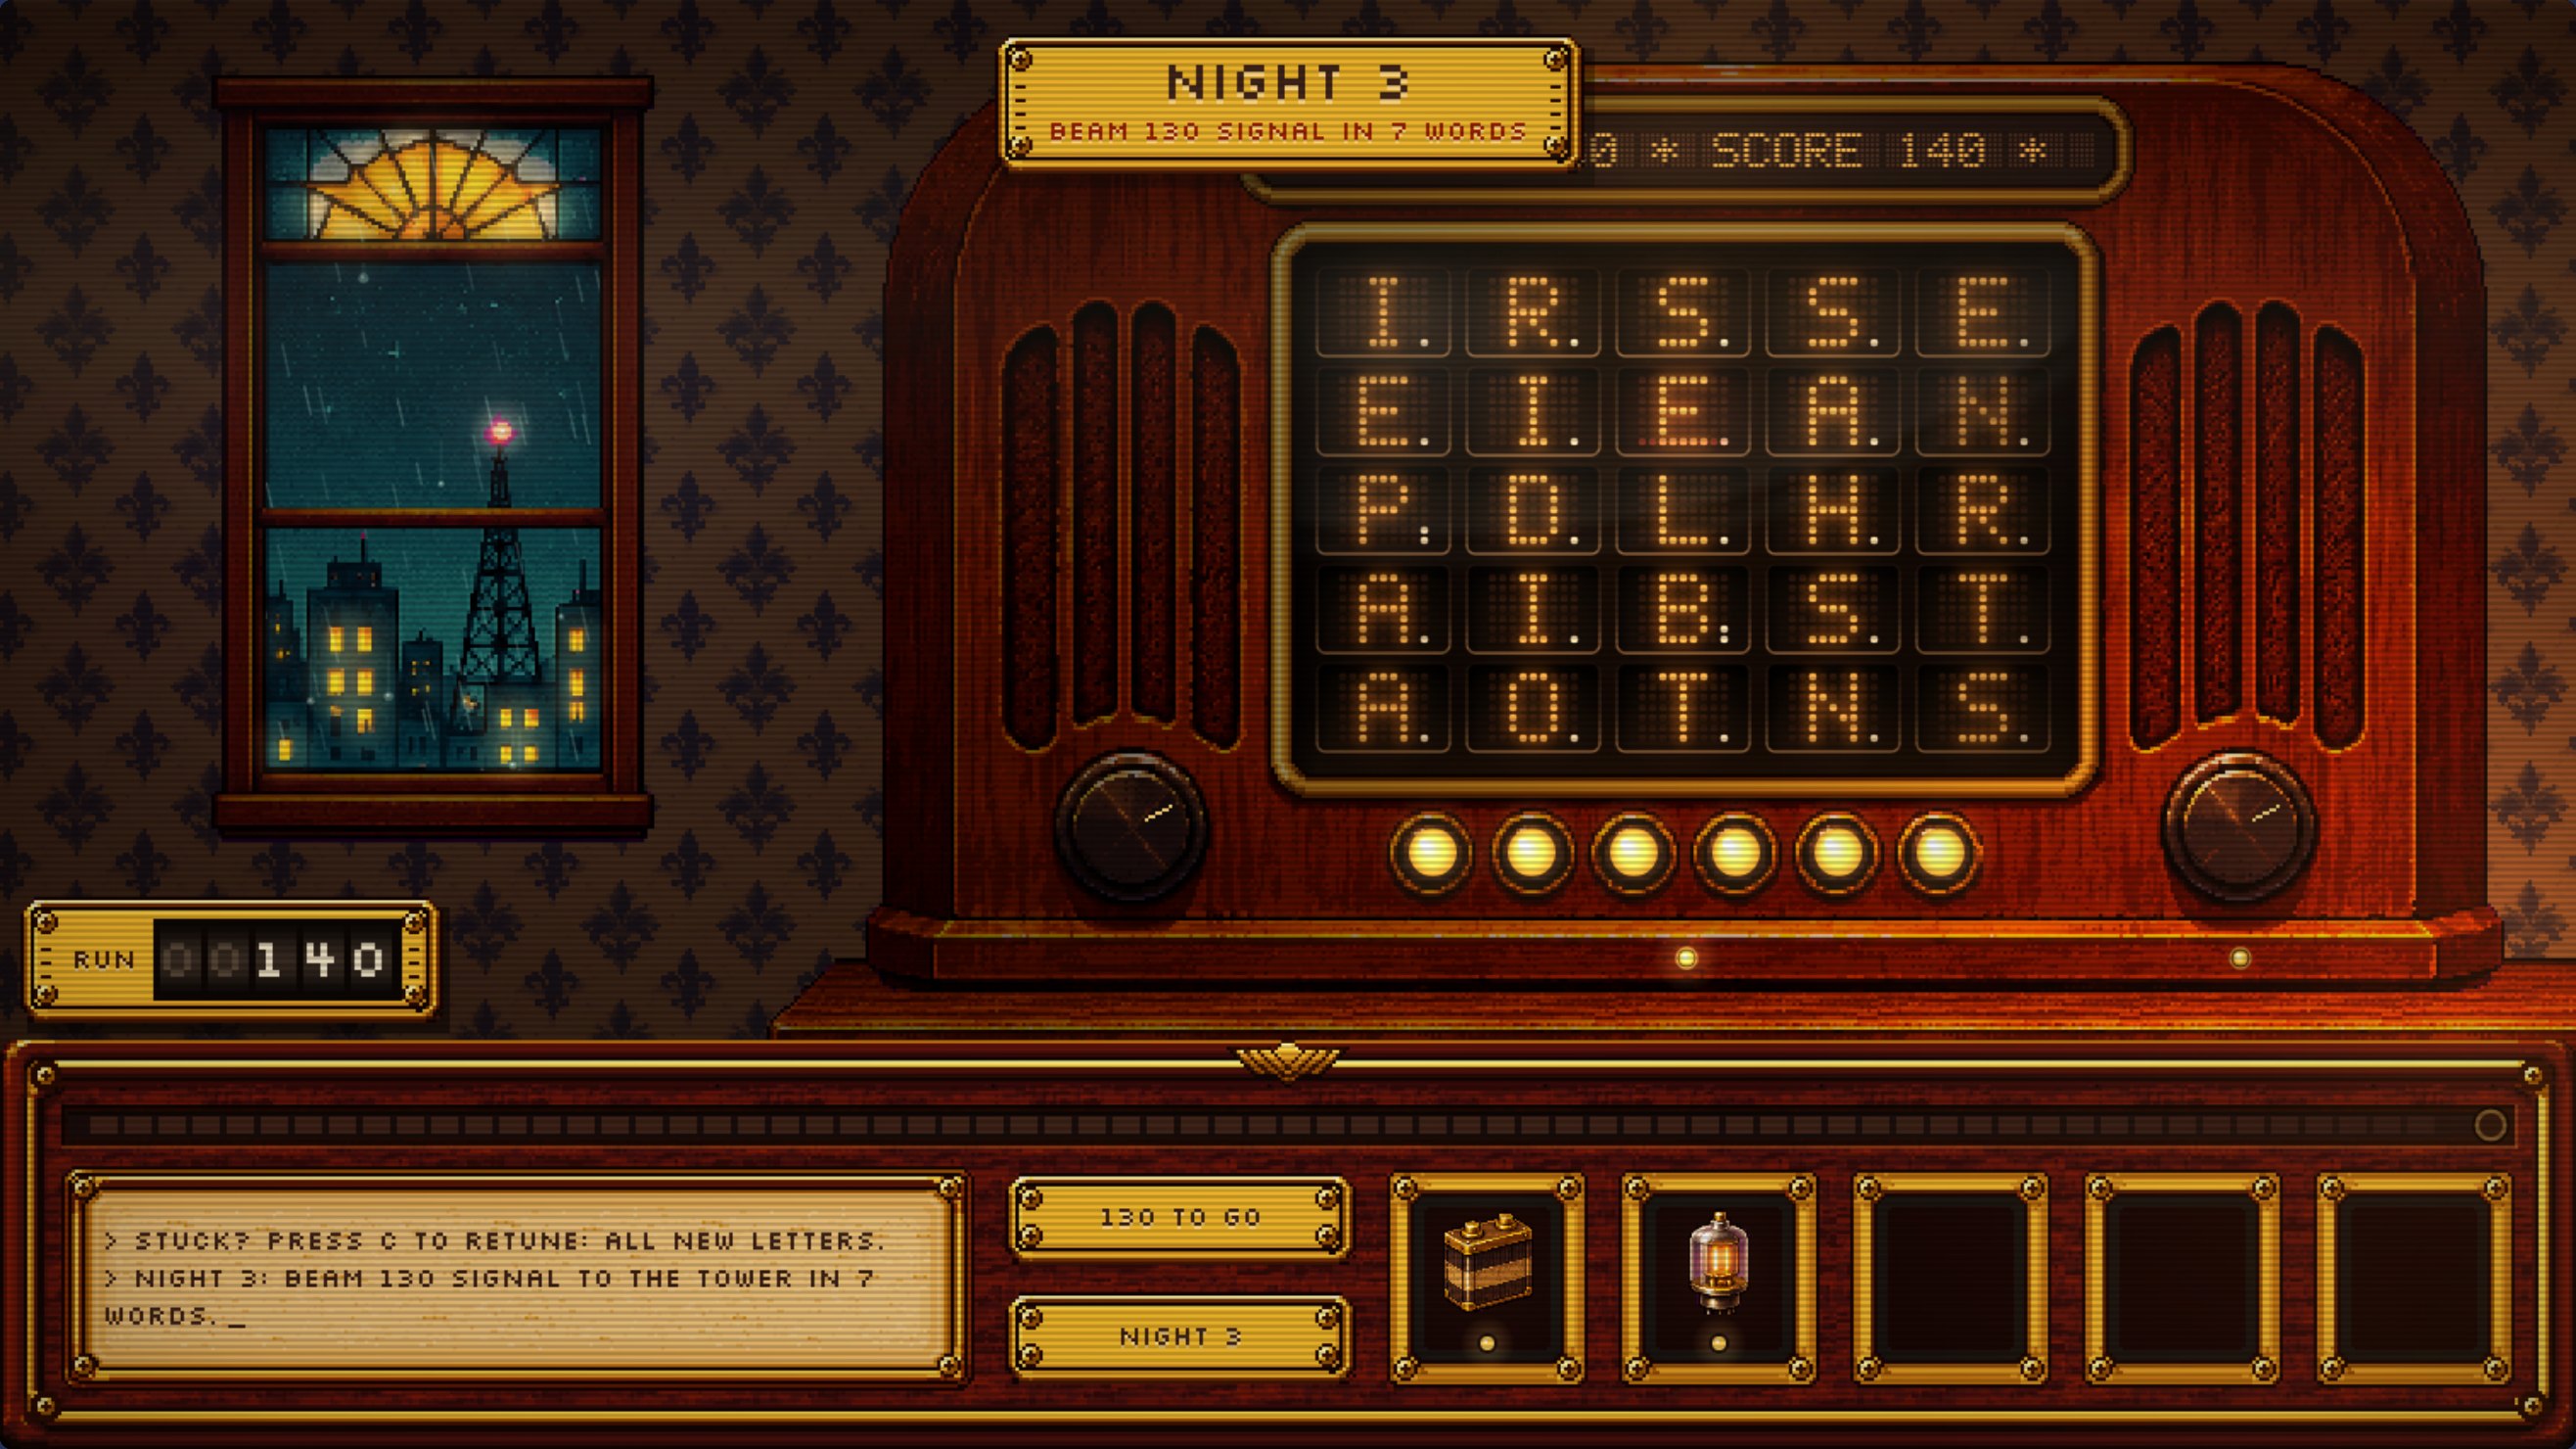 NIGHT 3
BEAM 130 SIGNAL IN 7 WORDS
0 * SCORE 140 *
I. R. S. S. E.
E. I. E. A. N.
P: D. L. H. R.
A. I. B: S. T.
A. O. T. N. S.
RUN 00140
> STUCK? PRESS C TO RETUNE: ALL NEW LETTERS.
> NIGHT 3: BEAM 130 SIGNAL TO THE TOWER IN 7
WORDS._
130 TO GO
NIGHT 3